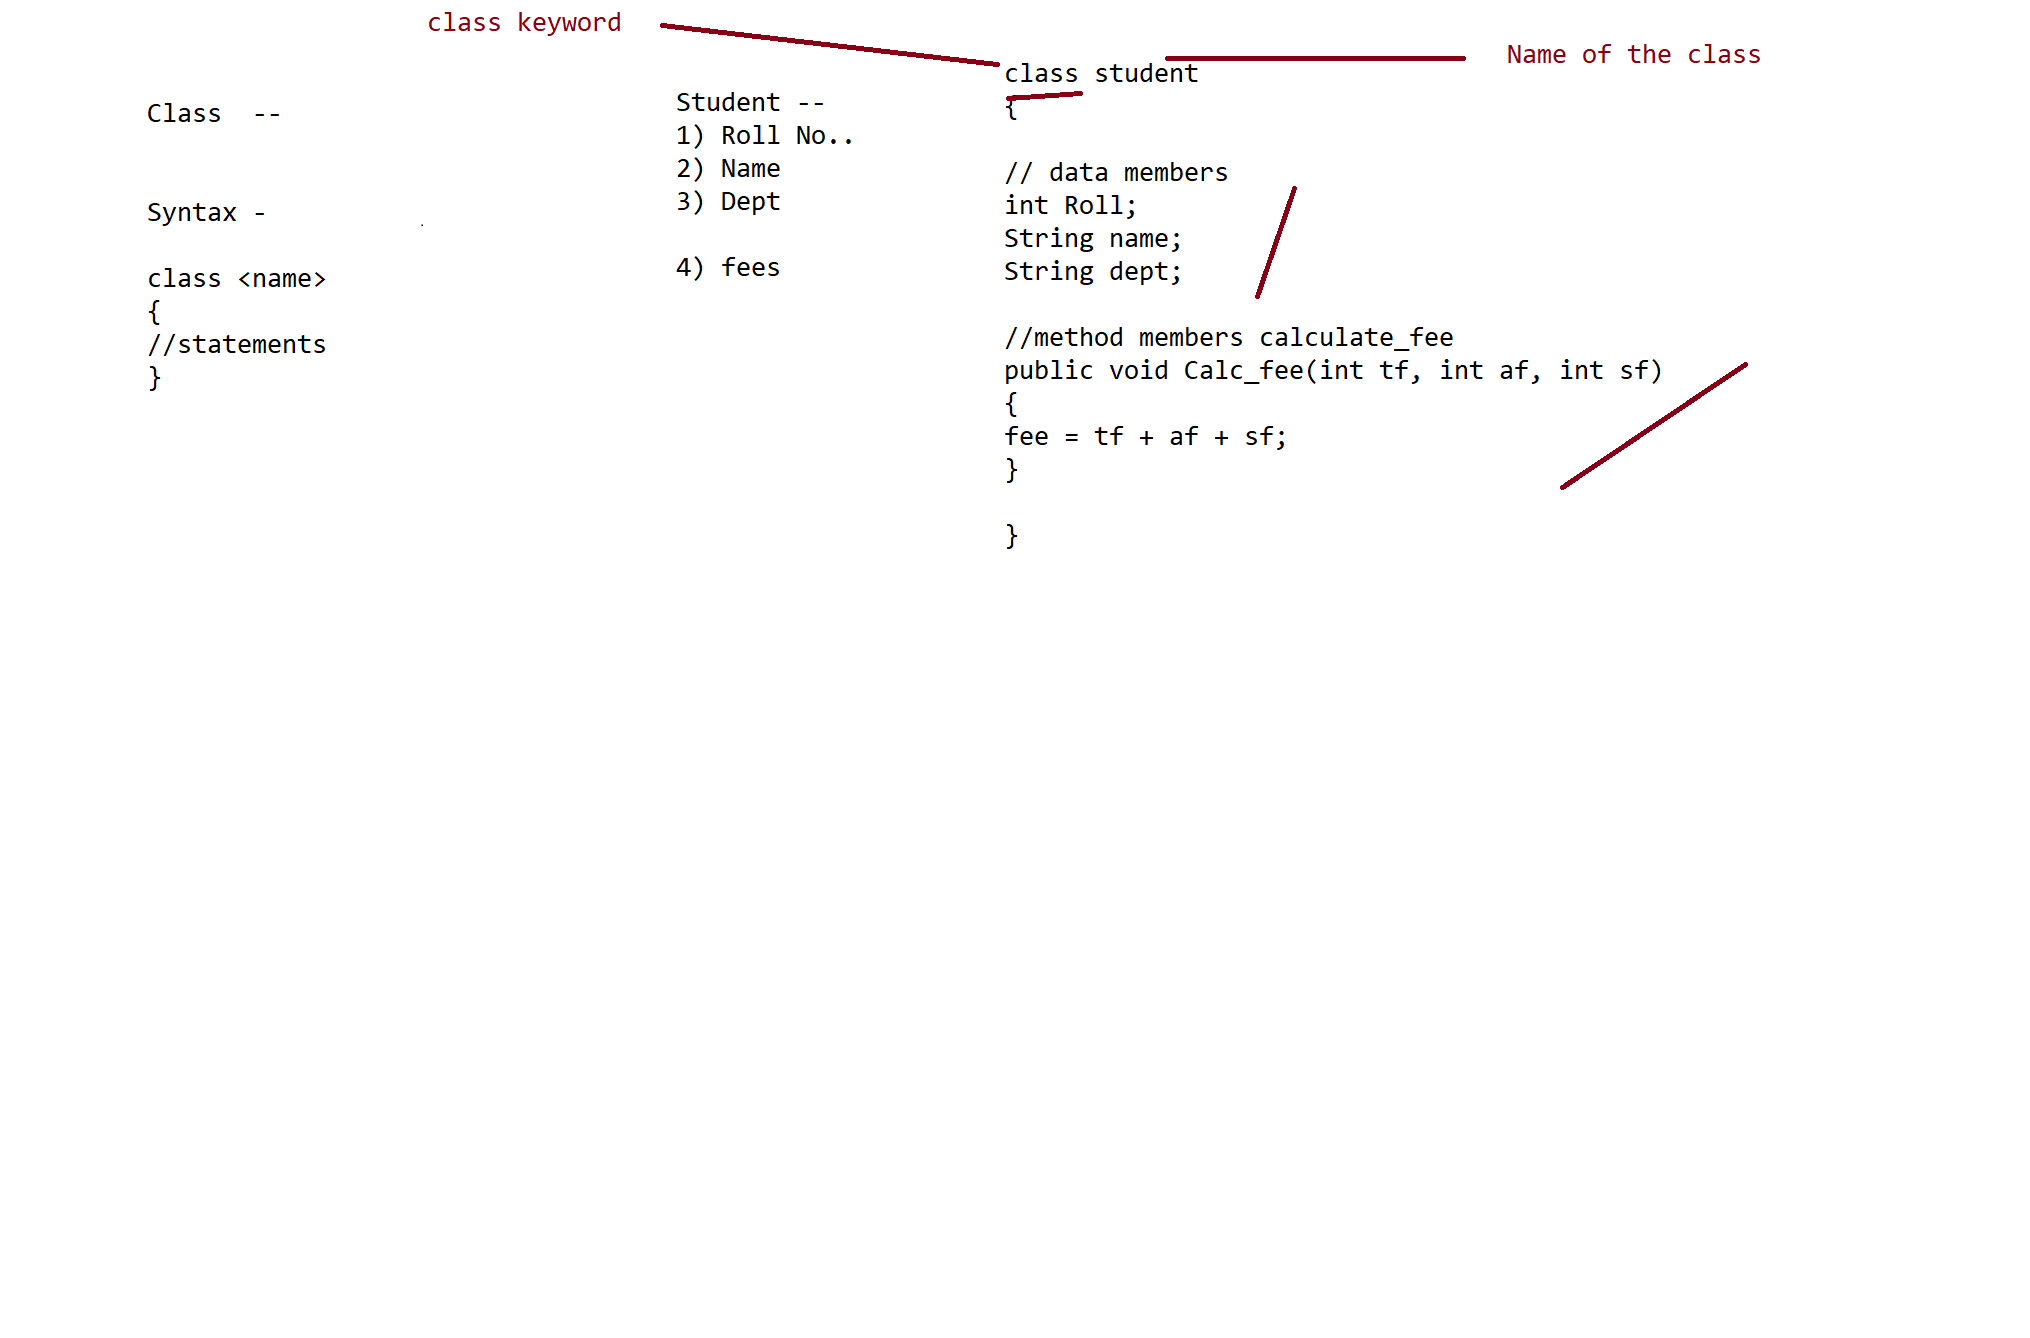 class keyword
Name of the class
Class  --
Syntax -
class <name>
{
//statements
}
Student --
1) Roll No..
2) Name
3) Dept
4) fees
class student
{
// data members
int Roll;
String name;
String dept;
//method members calculate_fee
public void Calc_fee(int tf, int af, int sf)
{
fee = tf + af + sf;
}
}